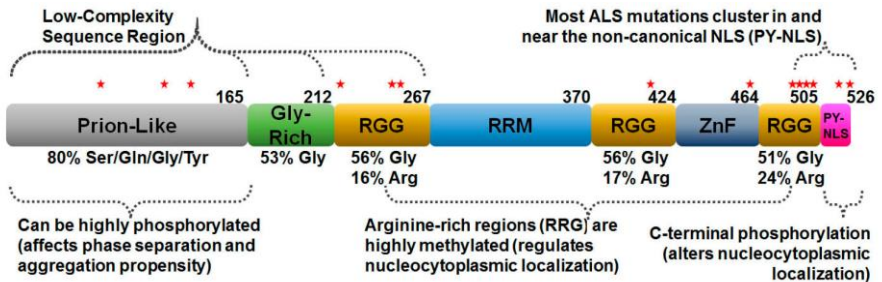 Low-Complexity
Sequence Region
Most ALS mutations cluster in and
near the non-canonical NLS (PY-NLS)
165 212 267 370 424 464 505 526
Prion-Like Gly-Rich RGG RRM RGG ZnF RGG PY-NLS
80% Ser/Gln/Gly/Tyr 53% Gly 56% Gly 56% Gly 51% Gly
16% Arg 17% Arg 24% Arg
Can be highly phosphorylated
(affects phase separation and
aggregation propensity)
Arginine-rich regions (RRG) are
highly methylated (regulates
nucleocytoplasmic localization)
C-terminal phosphorylation
(alters nucleocytoplasmic
localization)